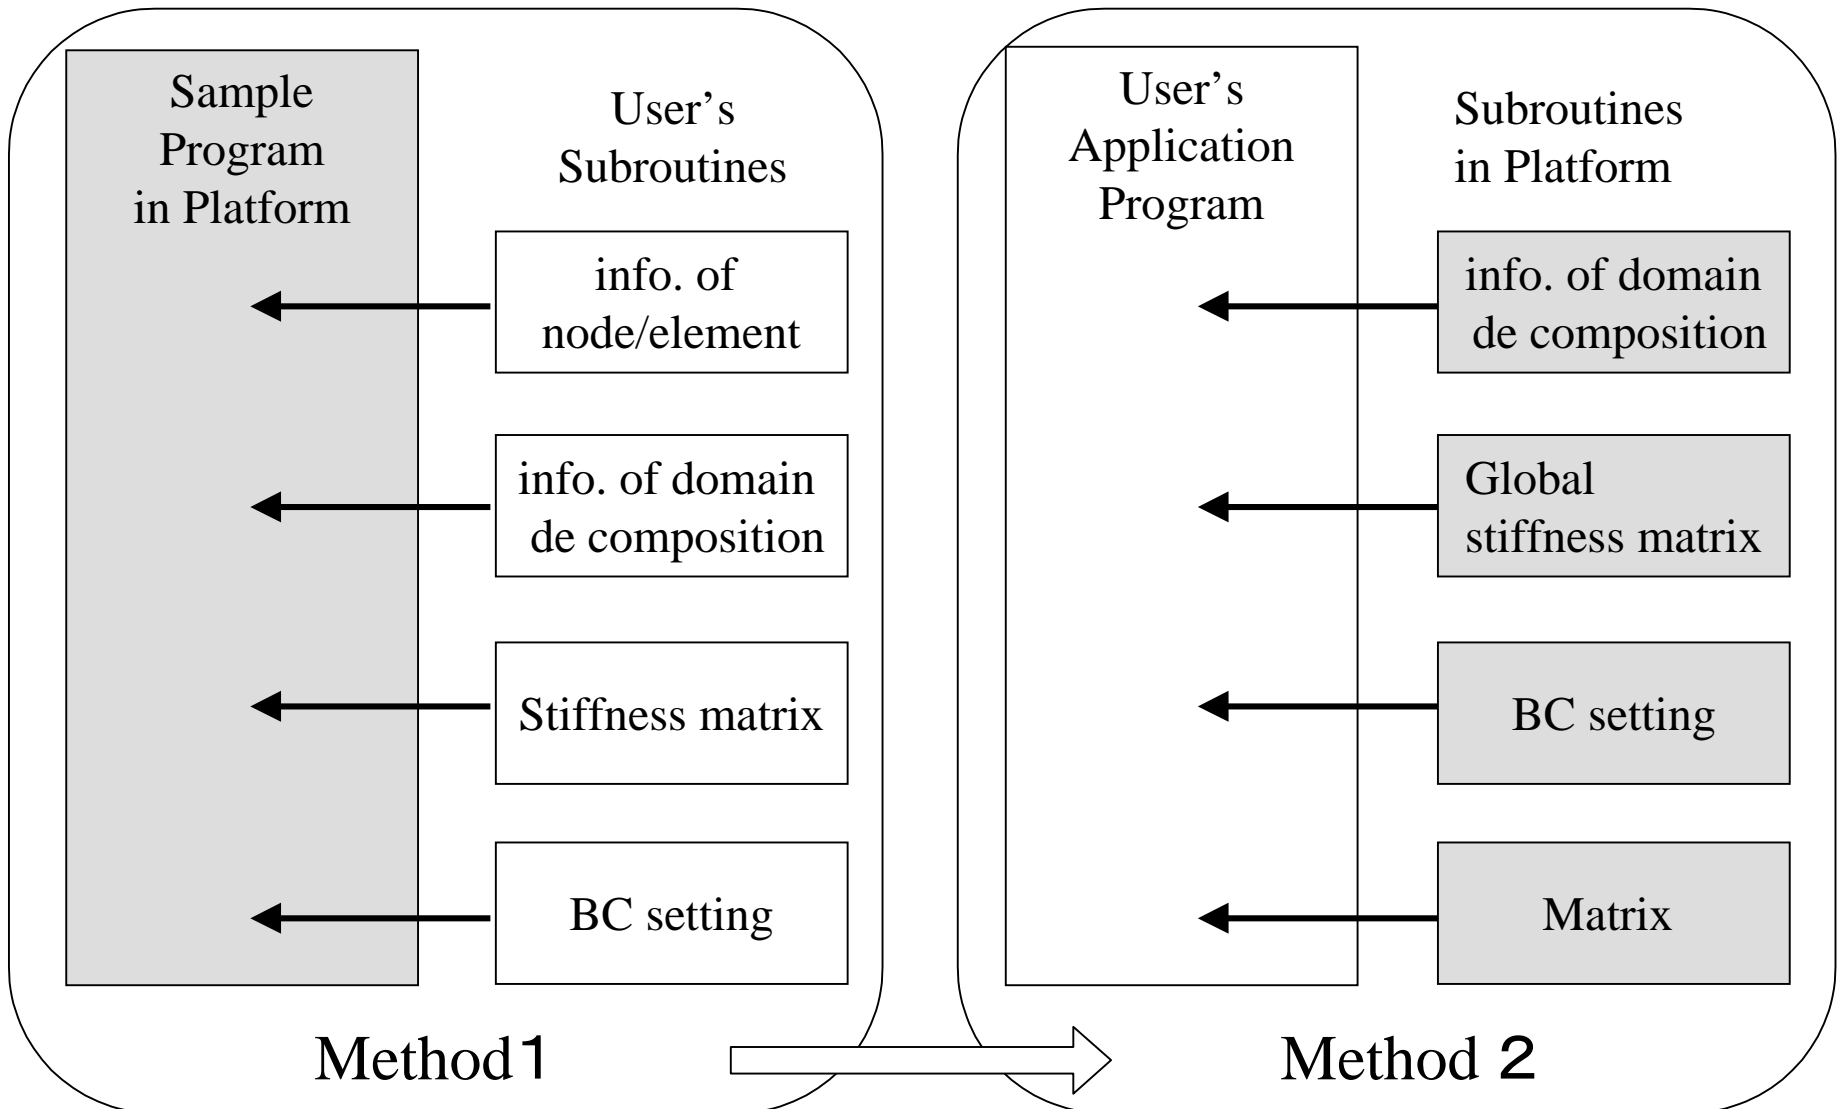 Sample
Program
in Platform
User's
Subroutines
info. of
node/element
info. of domain
de composition
Stiffness matrix
BC setting
Method1
User's
Application
Program
Subroutines
in Platform
info. of domain
de composition
Global
stiffness matrix
BC setting
Matrix
Method 2